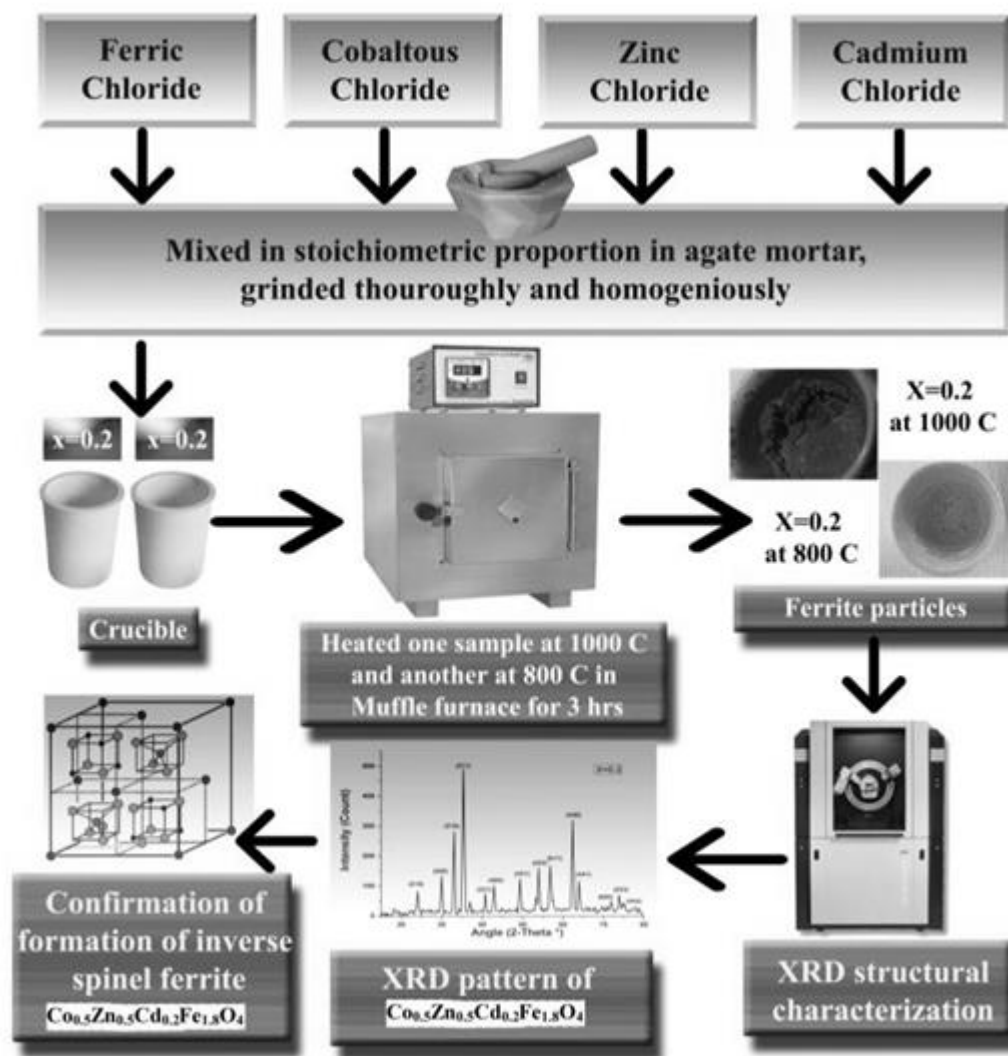 Ferric
Chloride
Cobaltous
Chloride
Zinc
Chloride
Cadmium
Chloride
Mixed in stoichiometric proportion in agate mortar,
grinded thouroughly and homogeniously
x=0.2
x=0.2
Crucible
Heated one sample at 1000 C
and another at 800 C in
Muffle furnace for 3 hrs
X=0.2
at 1000 C
X=0.2
at 800 C
Ferrite particles
XRD structural
characterization
Intensity (Count)
X=0.2
Angle (2-Theta °)
XRD pattern of
Co₀.₅Zn₀.₅Cd₀.₂Fe₁.₈O₄
Confirmation of
formation of inverse
spinel ferrite
Co₀.₅Zn₀.₅Cd₀.₂Fe₁.₈O₄